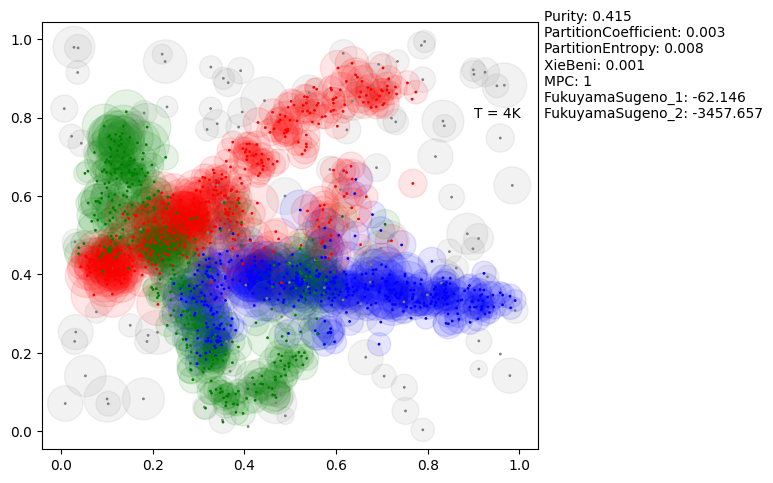 Purity: 0.415
PartitionCoefficient: 0.003
PartitionEntropy: 0.008
XieBeni: 0.001
MPC: 1
FukuyamaSugeno_1: -62.146
FukuyamaSugeno_2: -3457.657
T = 4K
1.0
0.8
0.6
0.4
0.2
0.0
0.0 0.2 0.4 0.6 0.8 1.0